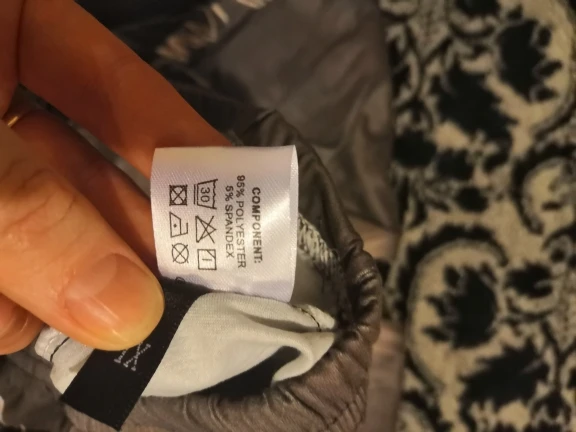 COMPONENT:
95% POLYESTER
5% SPANDEX
30